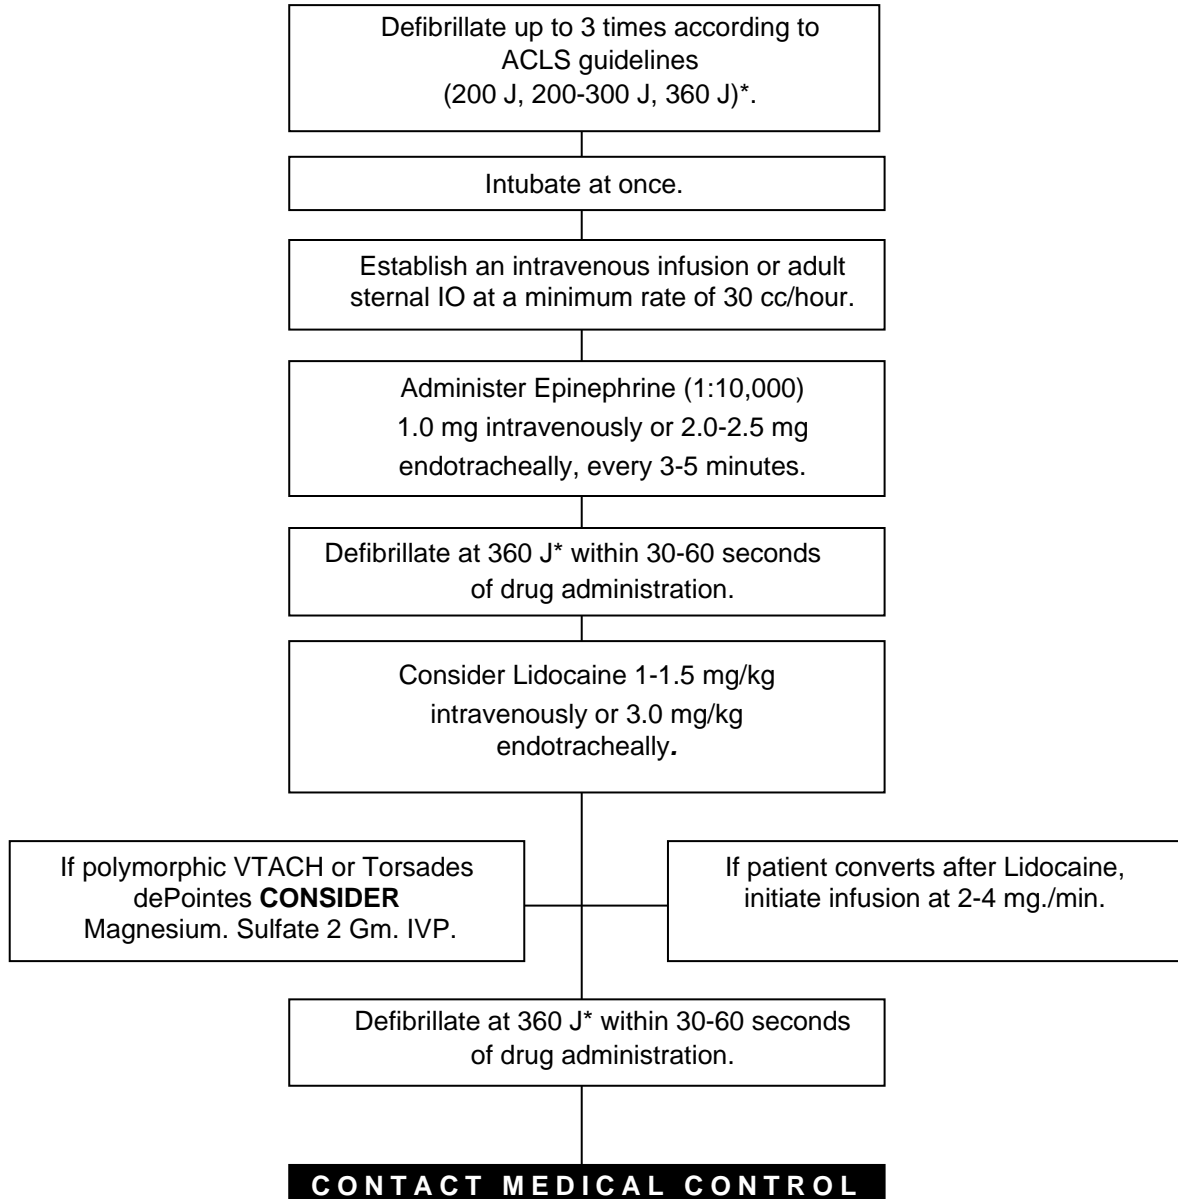 Defibrillate up to 3 times according to
ACLS guidelines
(200 J, 200-300 J, 360 J)*.
Intubate at once.
Establish an intravenous infusion or adult
sternal IO at a minimum rate of 30 cc/hour.
Administer Epinephrine (1:10,000)
1.0 mg intravenously or 2.0-2.5 mg
endotracheally, every 3-5 minutes.
Defibrillate at 360 J* within 30-60 seconds
of drug administration.
Consider Lidocaine 1-1.5 mg/kg
intravenously or 3.0 mg/kg
endotracheally.
If polymorphic VTACH or Torsades
dePointes CONSIDER
Magnesium. Sulfate 2 Gm. IVP.
If patient converts after Lidocaine,
initiate infusion at 2-4 mg./min.
Defibrillate at 360 J* within 30-60 seconds
of drug administration.
CONTACT MEDICAL CONTROL